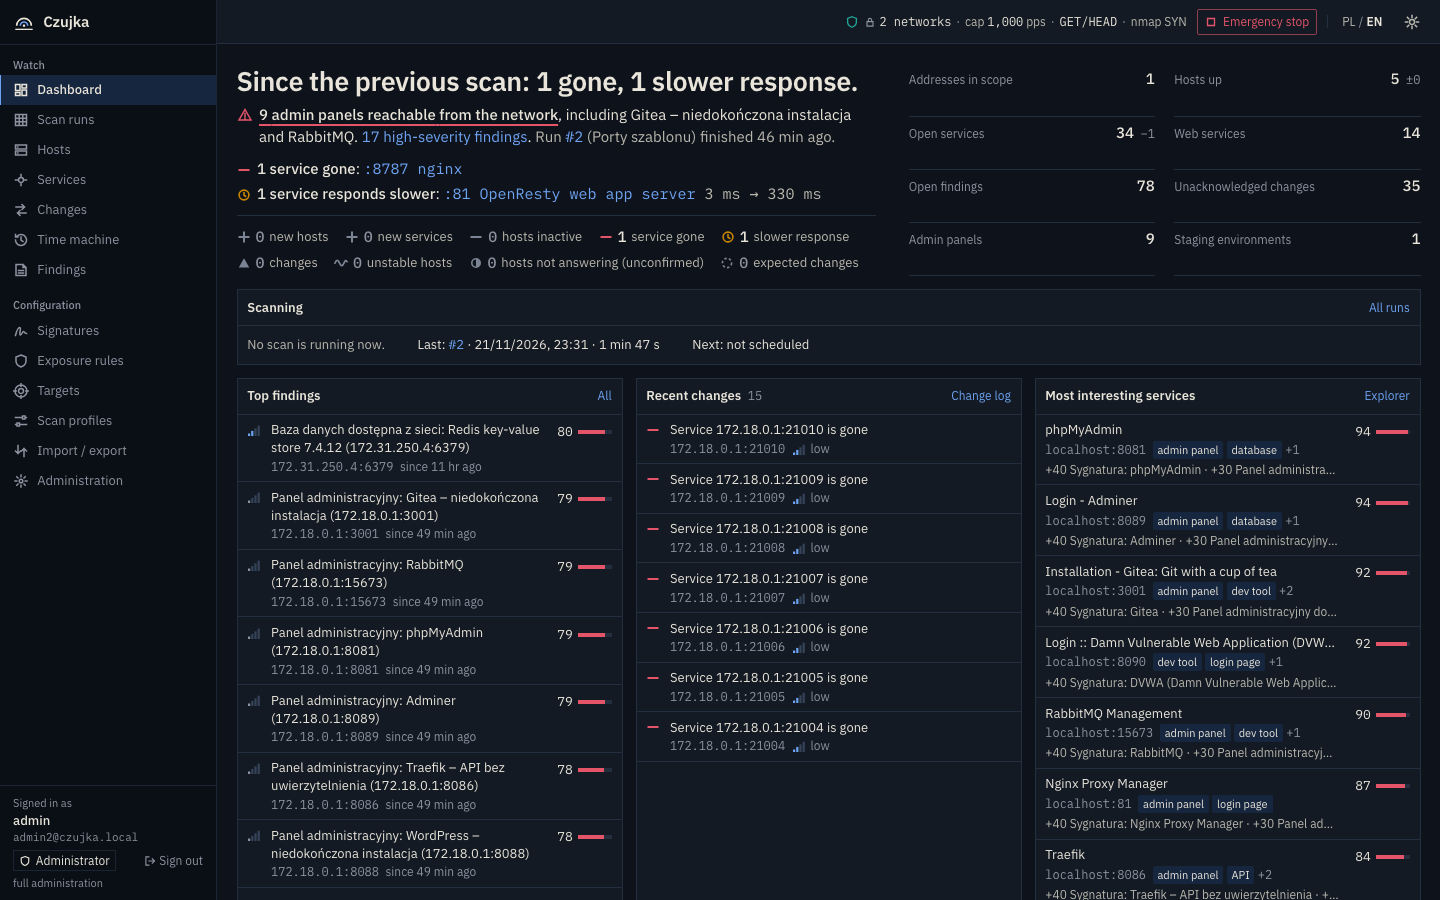 Czujka
2 networks · cap 1,000 pps · GET/HEAD · nmap SYN
Emergency stop
PL / EN
Watch
Dashboard
Scan runs
Hosts
Services
Changes
Time machine
Findings
Configuration
Signatures
Exposure rules
Targets
Scan profiles
Import / export
Administration
Signed in as
admin
admin2@czujka.local
Administrator
Sign out
full administration
Since the previous scan: 1 gone, 1 slower response.
9 admin panels reachable from the network, including Gitea – niedokończona instalacja
and RabbitMQ. 17 high-severity findings. Run #2 (Porty szablonu) finished 46 min ago.
1 service gone: :8787 nginx
1 service responds slower: :81 OpenResty web app server 3 ms → 330 ms
0 new hosts
0 new services
0 hosts inactive
1 service gone
1 slower response
0 changes
0 unstable hosts
0 hosts not answering (unconfirmed)
0 expected changes
Addresses in scope 1
Hosts up 5 ±0
Open services 34 −1
Web services 14
Open findings 78
Unacknowledged changes 35
Admin panels 9
Staging environments 1
Scanning
All runs
No scan is running now.
Last: #2 · 21/11/2026, 23:31 · 1 min 47 s
Next: not scheduled
Top findings
All
Baza danych dostępna z sieci: Redis key-value
store 7.4.12 (172.31.250.4:6379)
80
172.31.250.4:6379 since 11 hr ago
Panel administracyjny: Gitea – niedokończona
instalacja (172.18.0.1:3001)
79
172.18.0.1:3001 since 49 min ago
Panel administracyjny: RabbitMQ
(172.18.0.1:15673)
79
172.18.0.1:15673 since 49 min ago
Panel administracyjny: phpMyAdmin
(172.18.0.1:8081)
79
172.18.0.1:8081 since 49 min ago
Panel administracyjny: Adminer
(172.18.0.1:8089)
79
172.18.0.1:8089 since 49 min ago
Panel administracyjny: Traefik – API bez
uwierzytelnienia (172.18.0.1:8086)
78
172.18.0.1:8086 since 49 min ago
Panel administracyjny: WordPress –
niedokończona instalacja (172.18.0.1:8088)
78
172.18.0.1:8088 since 49 min ago
Recent changes 15
Change log
Service 172.18.0.1:21010 is gone
172.18.0.1:21010 low
Service 172.18.0.1:21009 is gone
172.18.0.1:21009 low
Service 172.18.0.1:21008 is gone
172.18.0.1:21008 low
Service 172.18.0.1:21007 is gone
172.18.0.1:21007 low
Service 172.18.0.1:21006 is gone
172.18.0.1:21006 low
Service 172.18.0.1:21005 is gone
172.18.0.1:21005 low
Service 172.18.0.1:21004 is gone
172.18.0.1:21004 low
Most interesting services
Explorer
phpMyAdmin 94
localhost:8081 admin panel database +1
+40 Sygnatura: phpMyAdmin · +30 Panel administra...
Login - Adminer 94
localhost:8089 admin panel database +1
+40 Sygnatura: Adminer · +30 Panel administracyjny...
Installation - Gitea: Git with a cup of tea 92
localhost:3001 admin panel dev tool +2
+40 Sygnatura: Gitea · +30 Panel administracyjny do...
Login :: Damn Vulnerable Web Application (DVW... 92
localhost:8090 dev tool login page +1
+40 Sygnatura: DVWA (Damn Vulnerable Web Applic...
RabbitMQ Management 90
localhost:15673 admin panel dev tool +1
+40 Sygnatura: RabbitMQ · +30 Panel administracyj...
Nginx Proxy Manager 87
localhost:81 admin panel login page
+40 Sygnatura: Nginx Proxy Manager · +30 Panel ad...
Traefik 84
localhost:8086 admin panel API +2
+40 Sygnatura: Traefik – API bez uwierzytelnienia · +...